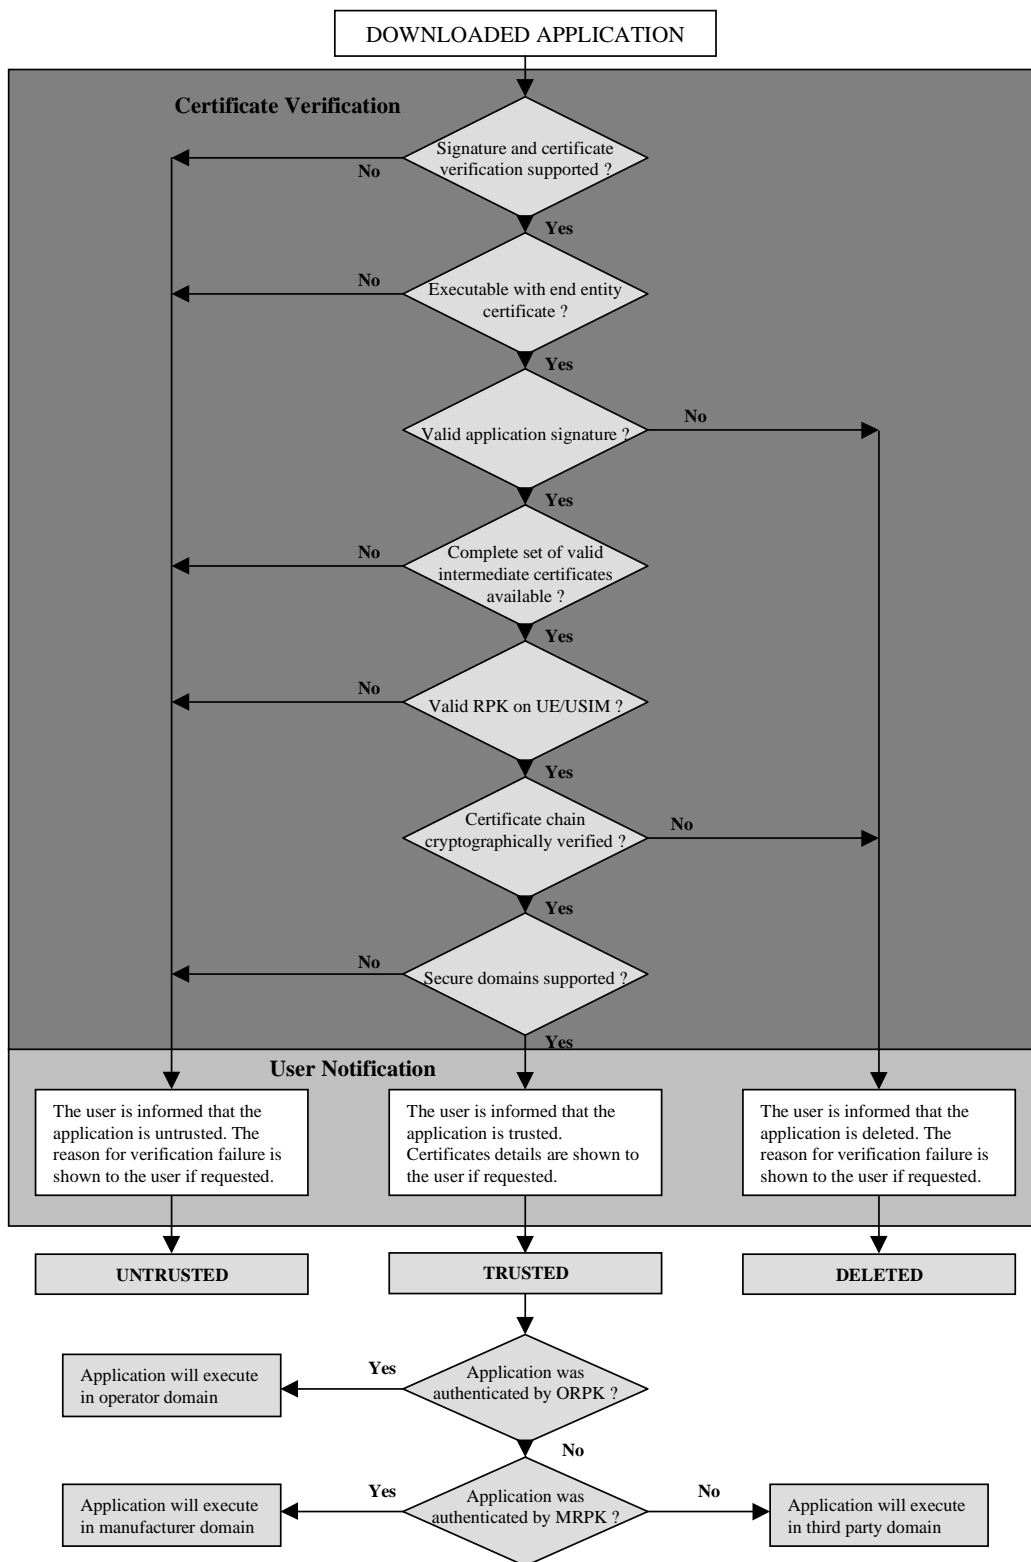 DOWNLOADED APPLICATION
Certificate Verification
Signature and certificate
verification supported ?
No
Yes
Executable with end entity
certificate ?
No
Yes
Valid application signature ?
No
Yes
Complete set of valid
intermediate certificates
available ?
No
Yes
Valid RPK on UE/USIM ?
No
Yes
Certificate chain
cryptographically verified ?
No
Yes
Secure domains supported ?
No
Yes
User Notification
The user is informed that the
application is untrusted. The
reason for verification failure is
shown to the user if requested.
The user is informed that the
application is trusted.
Certificates details are shown to
the user if requested.
The user is informed that the
application is deleted. The
reason for verification failure is
shown to the user if requested.
UNTRUSTED
TRUSTED
DELETED
Application was
authenticated by ORPK ?
Yes
Application will execute
in operator domain
No
Application was
authenticated by MRPK ?
Yes
Application will execute
in manufacturer domain
No
Application will execute
in third party domain